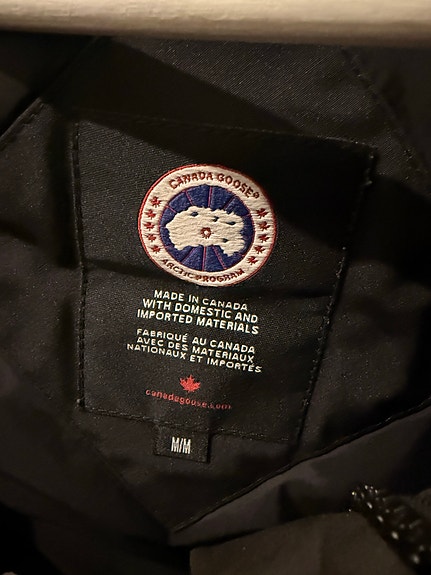 CANADA GOOSE®
ARCTIC PROGRAM
MADE IN CANADA
WITH DOMESTIC AND
IMPORTED MATERIALS
FABRIQUÉ AU CANADA
AVEC DES MATERIAUX
NATIONAUX ET IMPORTÉS
canadagoose.com
M/M